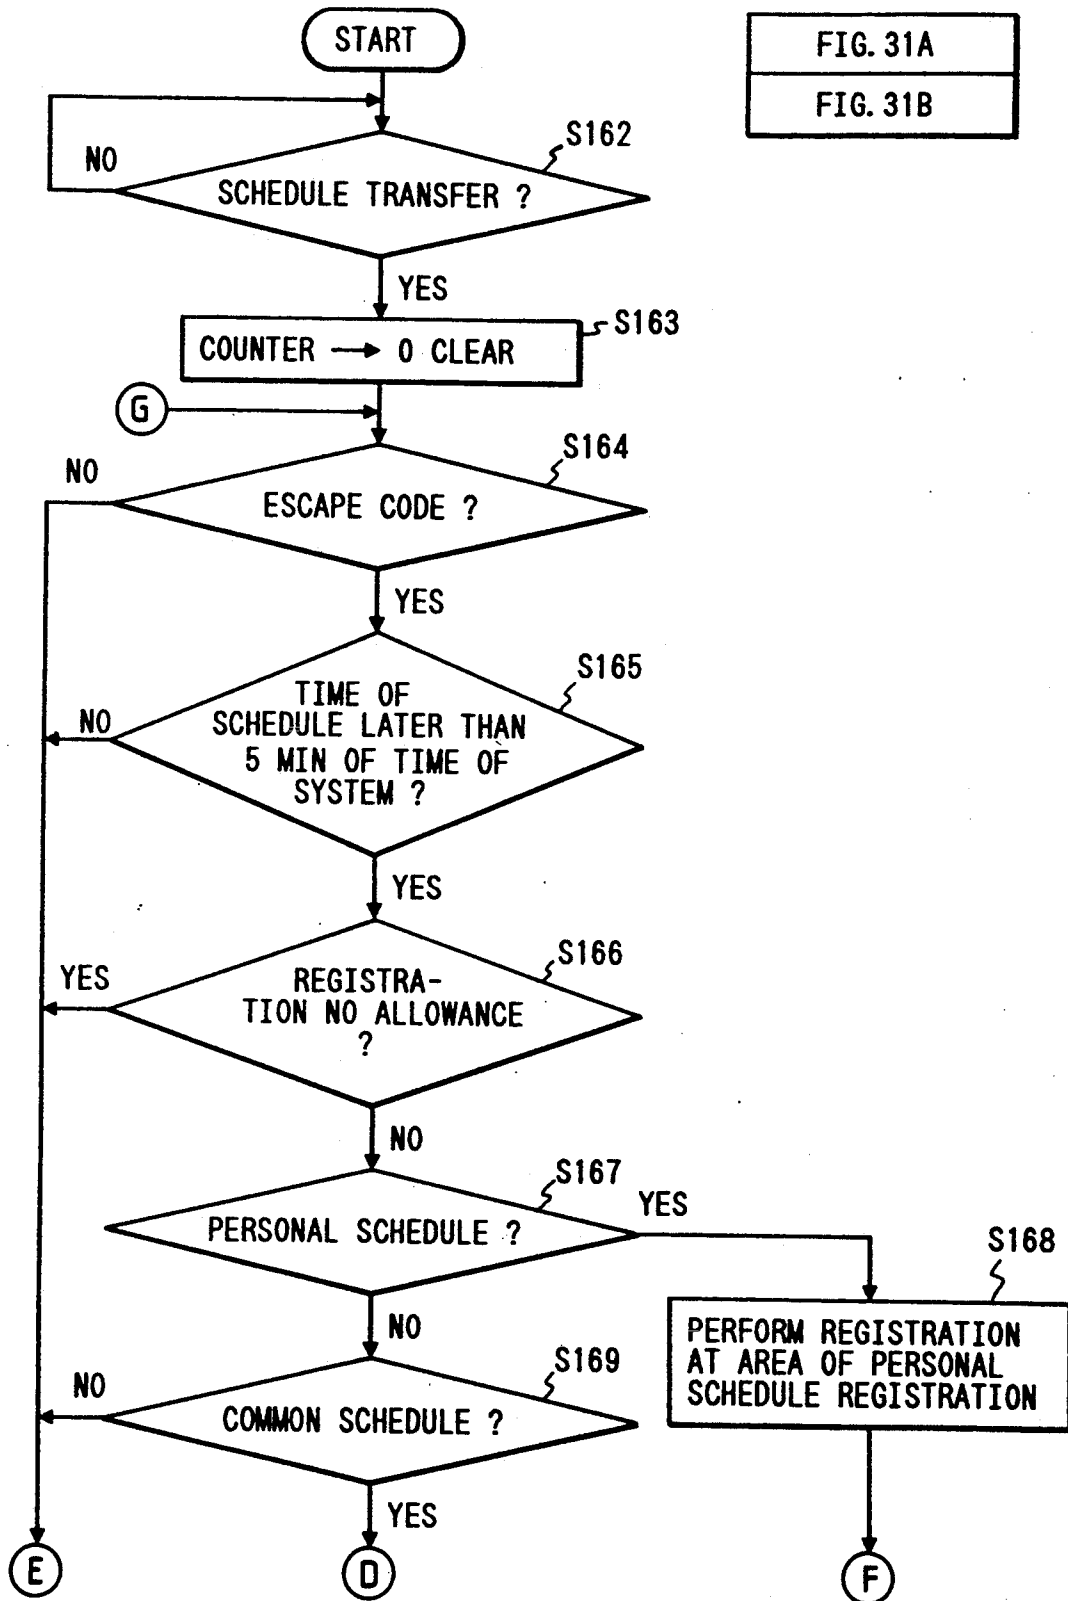 START
FIG. 31A
FIG. 31B
S162
NO
SCHEDULE TRANSFER ?
YES
S163
COUNTER → 0 CLEAR
G
S164
NO
ESCAPE CODE ?
YES
S165
TIME OF
SCHEDULE LATER THAN
5 MIN OF TIME OF
SYSTEM ?
NO
YES
S166
YES
REGISTRA-
TION NO ALLOWANCE
?
NO
S167
YES
PERSONAL SCHEDULE ?
S168
NO
PERFORM REGISTRATION
AT AREA OF PERSONAL
SCHEDULE REGISTRATION
S169
NO
COMMON SCHEDULE ?
YES
E
D
F